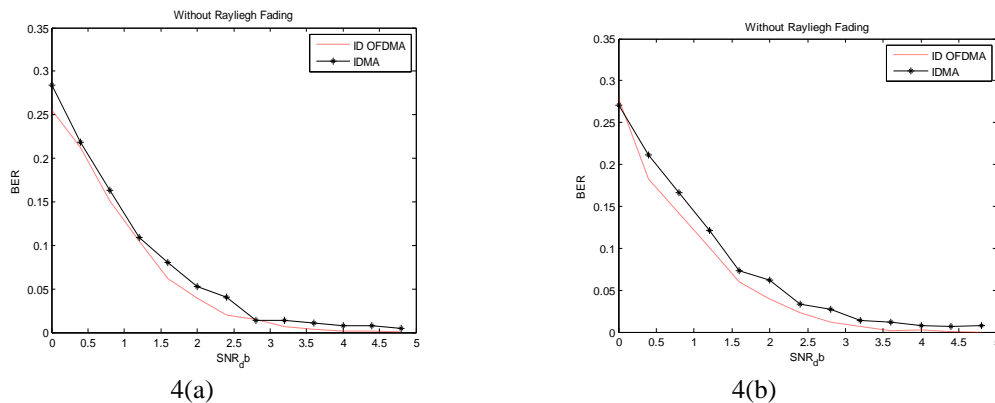 Without Rayliegh Fading
0.35
0.3
0.25
0.2
0.15
0.1
0.05
0
BER
ID OFDMA
IDMA
0 0.5 1 1.5 2 2.5 3 3.5 4 4.5 5
SNR_db
4(a)
Without Rayliegh Fading
0.35
0.3
0.25
0.2
0.15
0.1
0.05
0
BER
ID OFDMA
IDMA
0 0.5 1 1.5 2 2.5 3 3.5 4 4.5 5
SNR_db
4(b)